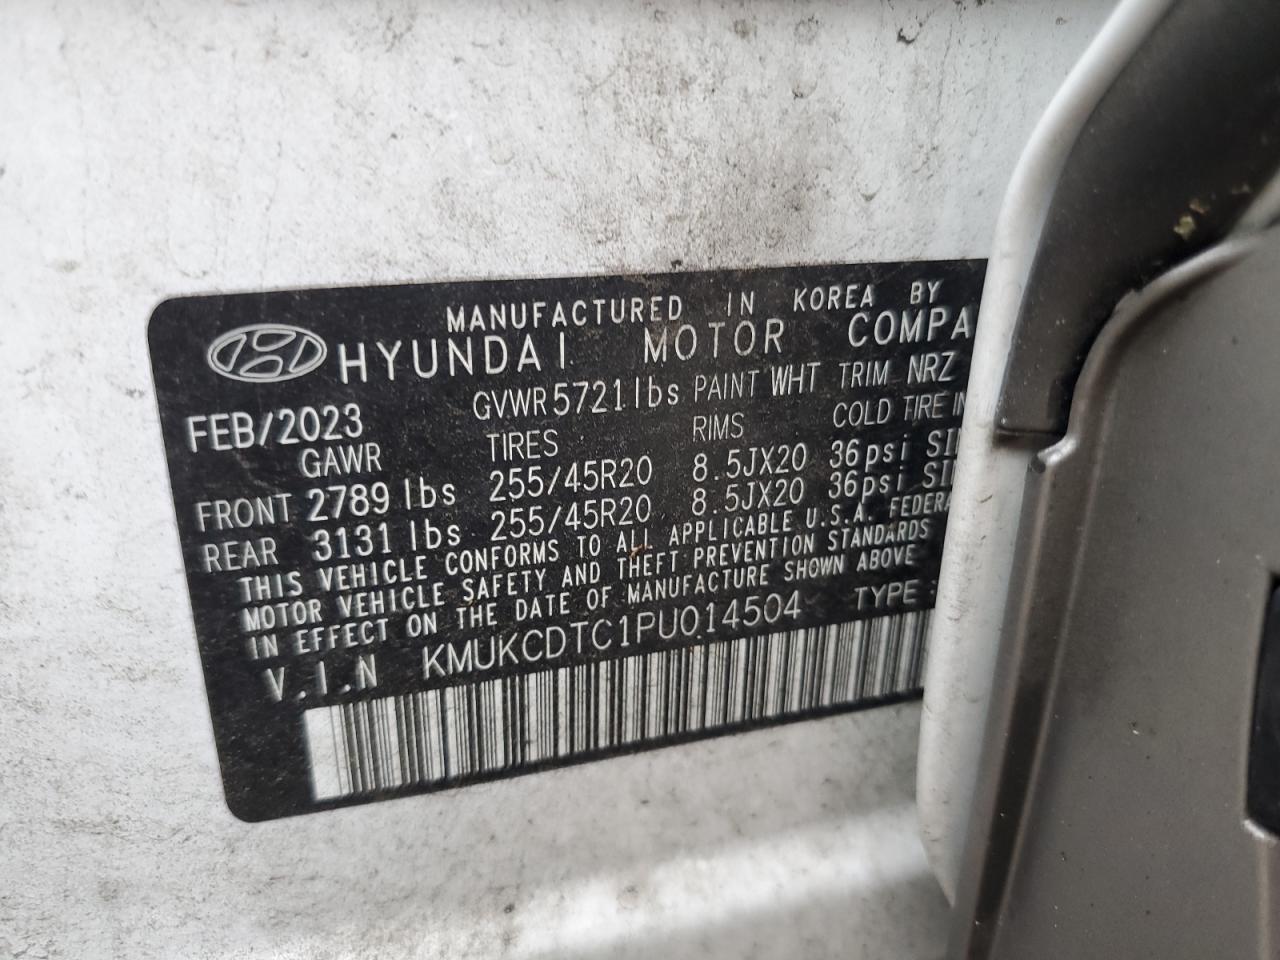 MANUFACTURED IN KOREA BY
HYUNDAI MOTOR COMPA
FEB/2023 GVWR 5721lbs PAINT WHT TRIM NRZ
GAWR TIRES RIMS COLD TIRE IN
FRONT 2789 lbs 255/45R20 8.5JX20 36psi SIN
REAR 3131 lbs 255/45R20 8.5JX20 36psi SIN
THIS VEHICLE CONFORMS TO ALL APPLICABLE U.S.A. FEDERA
MOTOR VEHICLE SAFETY AND THEFT PREVENTION STANDARDS
IN EFFECT ON THE DATE OF MANUFACTURE SHOWN ABOVE
V.I.N KMUKCDTC1PU014504 TYPE :